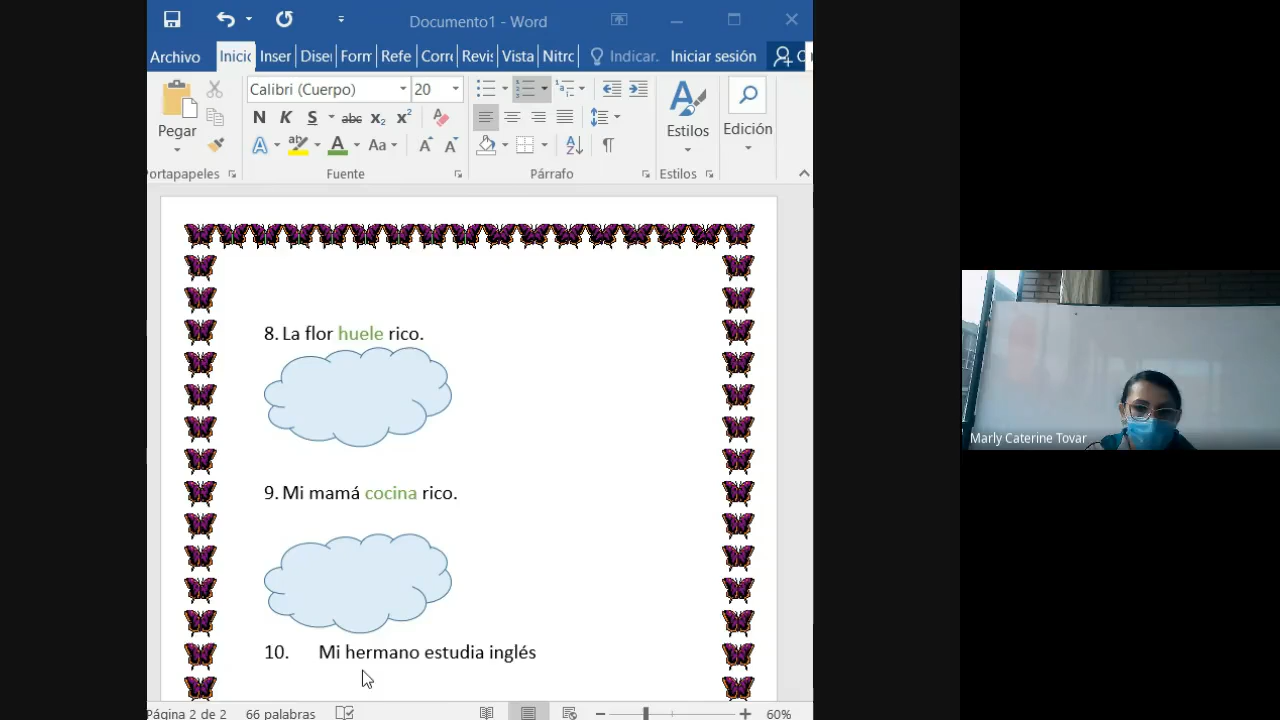 Documento1 - Word
Archivo Inicio Inser Diser Form Refe Corr Revis Vista Nitro Indicar. Iniciar sesión
Calibri (Cuerpo) 20
Pegar N K S abc x₂ x² Estilos Edición
A aby A Aa A A
Portapapeles Fuente Párrafo Estilos
8. La flor huele rico.
9. Mi mamá cocina rico.
10. Mi hermano estudia inglés
Página 2 de 2 66 palabras 60%
Marly Caterine Tovar